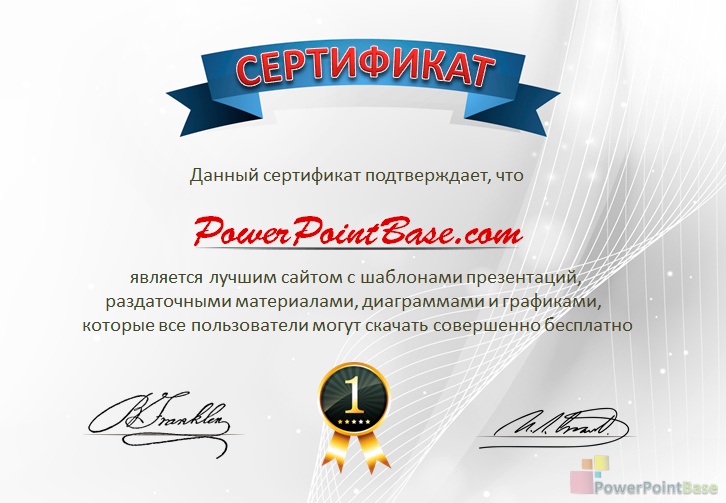 СЕРТИФИКАТ
Данный сертификат подтверждает, что
PowerPointBase.com
является лучшим сайтом с шаблонами презентаций,
раздаточными материалами, диаграммами и графиками,
которые все пользователи могут скачать совершенно бесплатно
1
B Franklin
PowerPointBase